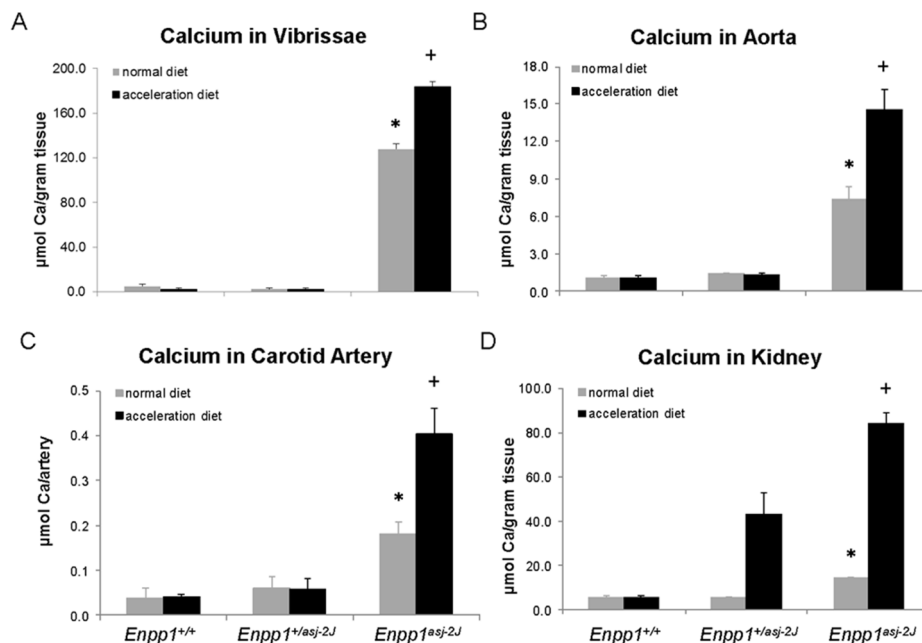 A
Calcium in Vibrissae
+
200.0
normal diet
acceleration diet
160.0
*
120.0
80.0
40.0
0.0
µmol Ca/gram tissue
B
Calcium in Aorta
+
18.0
normal diet
acceleration diet
15.0
12.0
*
9.0
6.0
3.0
0.0
µmol Ca/gram tissue
C
Calcium in Carotid Artery
+
0.5
normal diet
acceleration diet
0.4
0.3
*
0.2
0.1
0.0
µmol Ca/artery
Enpp1+/+ Enpp1+/asj-2J Enpp1asj-2J
D
Calcium in Kidney
+
100.0
normal diet
acceleration diet
80.0
60.0
40.0
*
20.0
0.0
µmol Ca/gram tissue
Enpp1+/+ Enpp1+/asj-2J Enpp1asj-2J